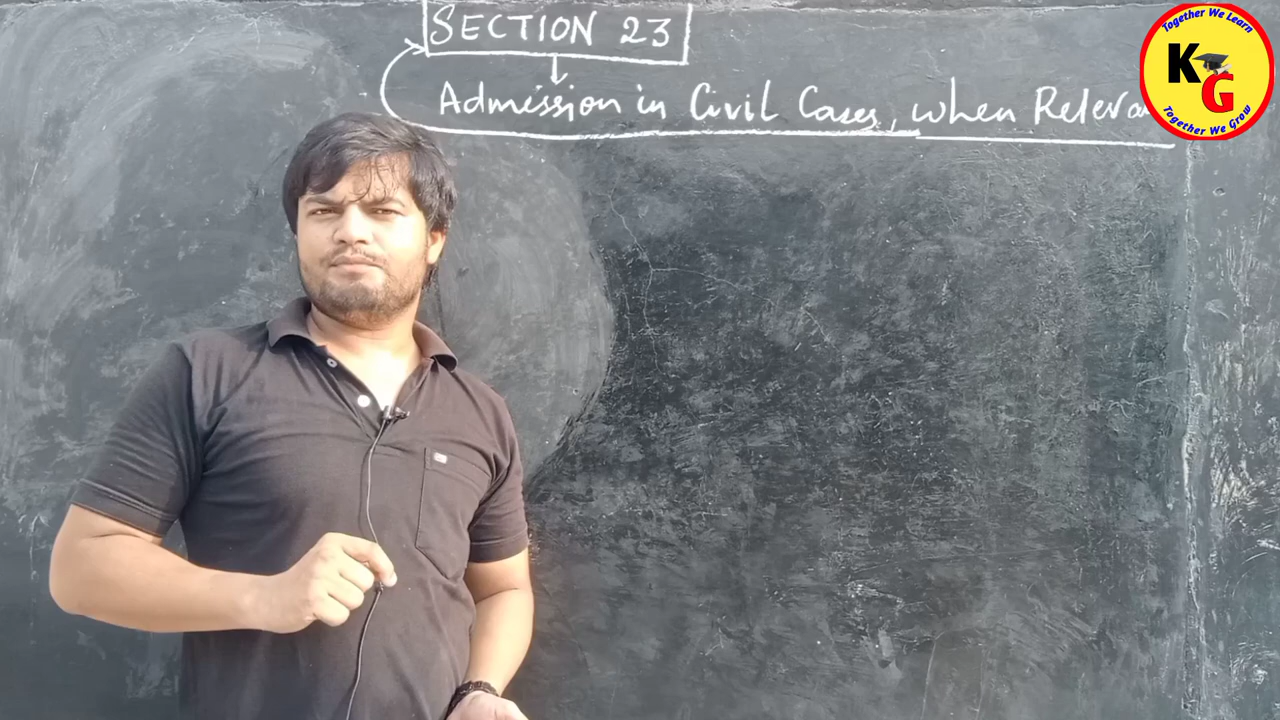 SECTION 23
Admission in Civil Cases, when
Together We Learn
KG
Together We Grow